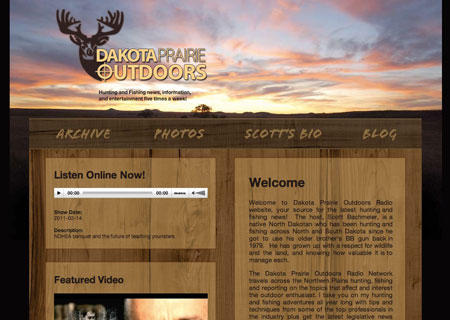 DAKOTA PRAIRIE
OUTDOORS
Hunting and Fishing news, information,
and entertainment five times a week!
ARCHIVE
PHOTOS
SCOTT'S BIO
BLOG
Listen Online Now!
00:00
00:00
Show Date:
2011-03-14
Description:
NDHEA banquet and the future of teaching youngsters.
Featured Video
Welcome
Welcome to Dakota Prairie Outdoors Radio
website, your source for the latest hunting and
fishing news! The host, Scott Bachmeier, is a
native North Dakotan who has been hunting and
fishing across North and South Dakota since he
got to use his older brother's BB gun back in
1979. He has grown up with a respect for wildlife
and the land, and knowing how valuable it is to
manage each.
The Dakota Prairie Outdoors Radio Network
travels across the Northern Plains hunting, fishing
and reporting on the topics that affect and interest
the outdoor enthusiast. I take you on my hunting
and fishing adventures all year long with tips and
techniques from some of the top professionals in
the industry plus get the latest legislative news